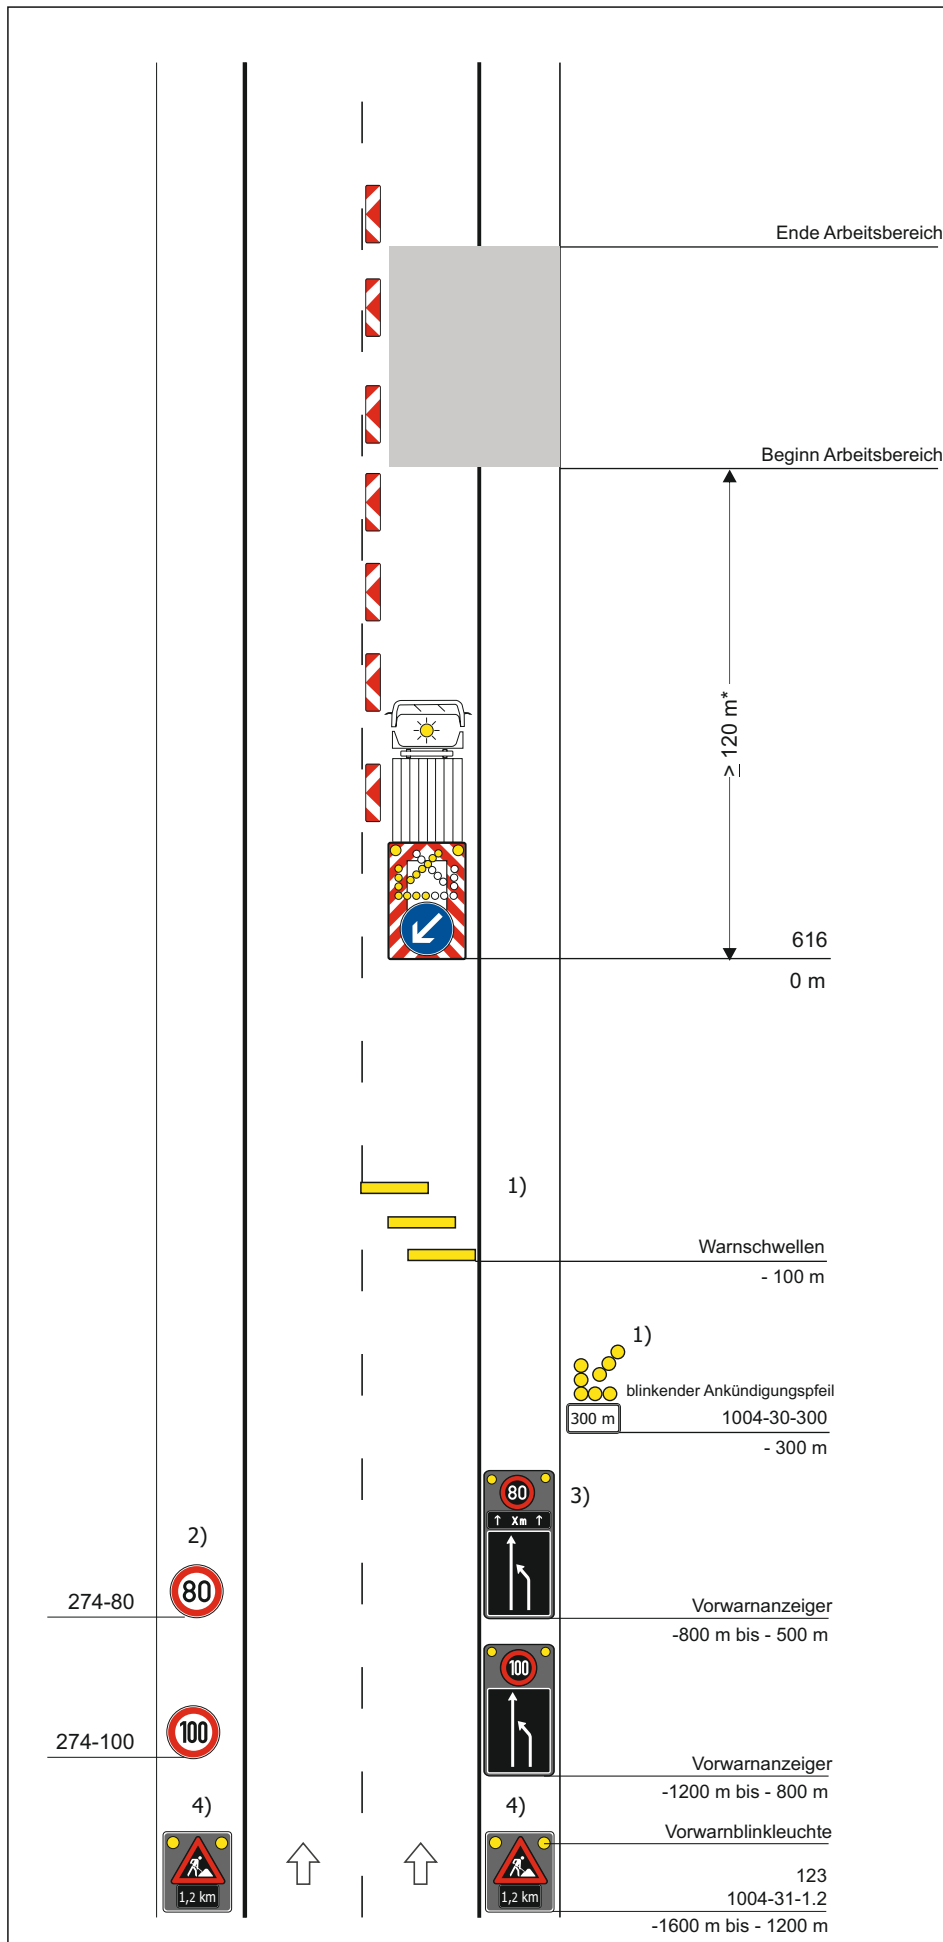 Ende Arbeitsbereich
Beginn Arbeitsbereich
≥ 120 m*
616
0 m
1)
Warnschwellen
- 100 m
1)
blinkender Ankündigungspfeil
300 m
1004-30-300
- 300 m
80
3)
↑ Xm ↑
2)
80
274-80
Vorwarnanzeiger
-800 m bis - 500 m
100
100
274-100
Vorwarnanzeiger
-1200 m bis - 800 m
4)
4)
Vorwarnblinkleuchte
1,2 km
1,2 km
123
1004-31-1.2
-1600 m bis - 1200 m